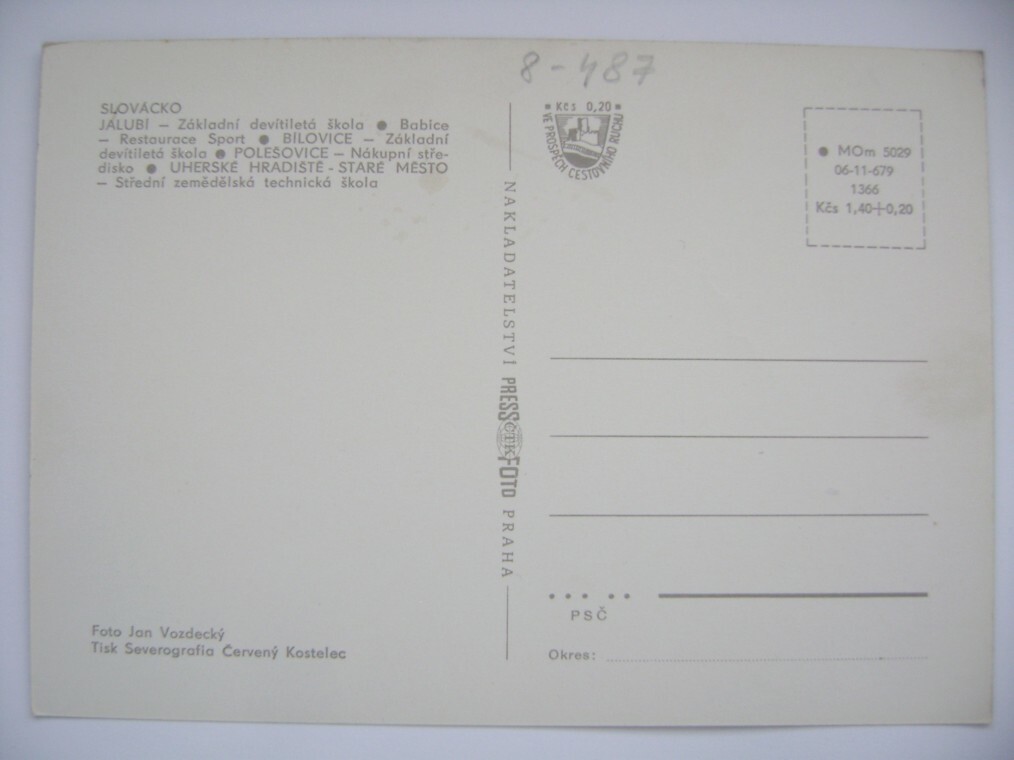 8-487
SLOVÁCKO
JALUBÍ – Základní devítiletá škola ● Babice
– Restaurace Sport ● BÍLOVICE – Základní
devítiletá škola ● POLEŠOVICE – Nákupní stře-
disko ● UHERSKÉ HRADIŠTĚ - STARÉ MĚSTO
– Střední zemědělská technická škola
Foto Jan Vozdecký
Tisk Severografia Červený Kostelec
NAKLADATELSTVÍ PRESSFOTO PRAHA
ČTK
Kčs 0,20
VE PROSPĚCH CESTOVNÍHO RUCHU
● MOm 5029
06-11-679
1366
Kčs 1,40+0,20
PSČ
Okres: